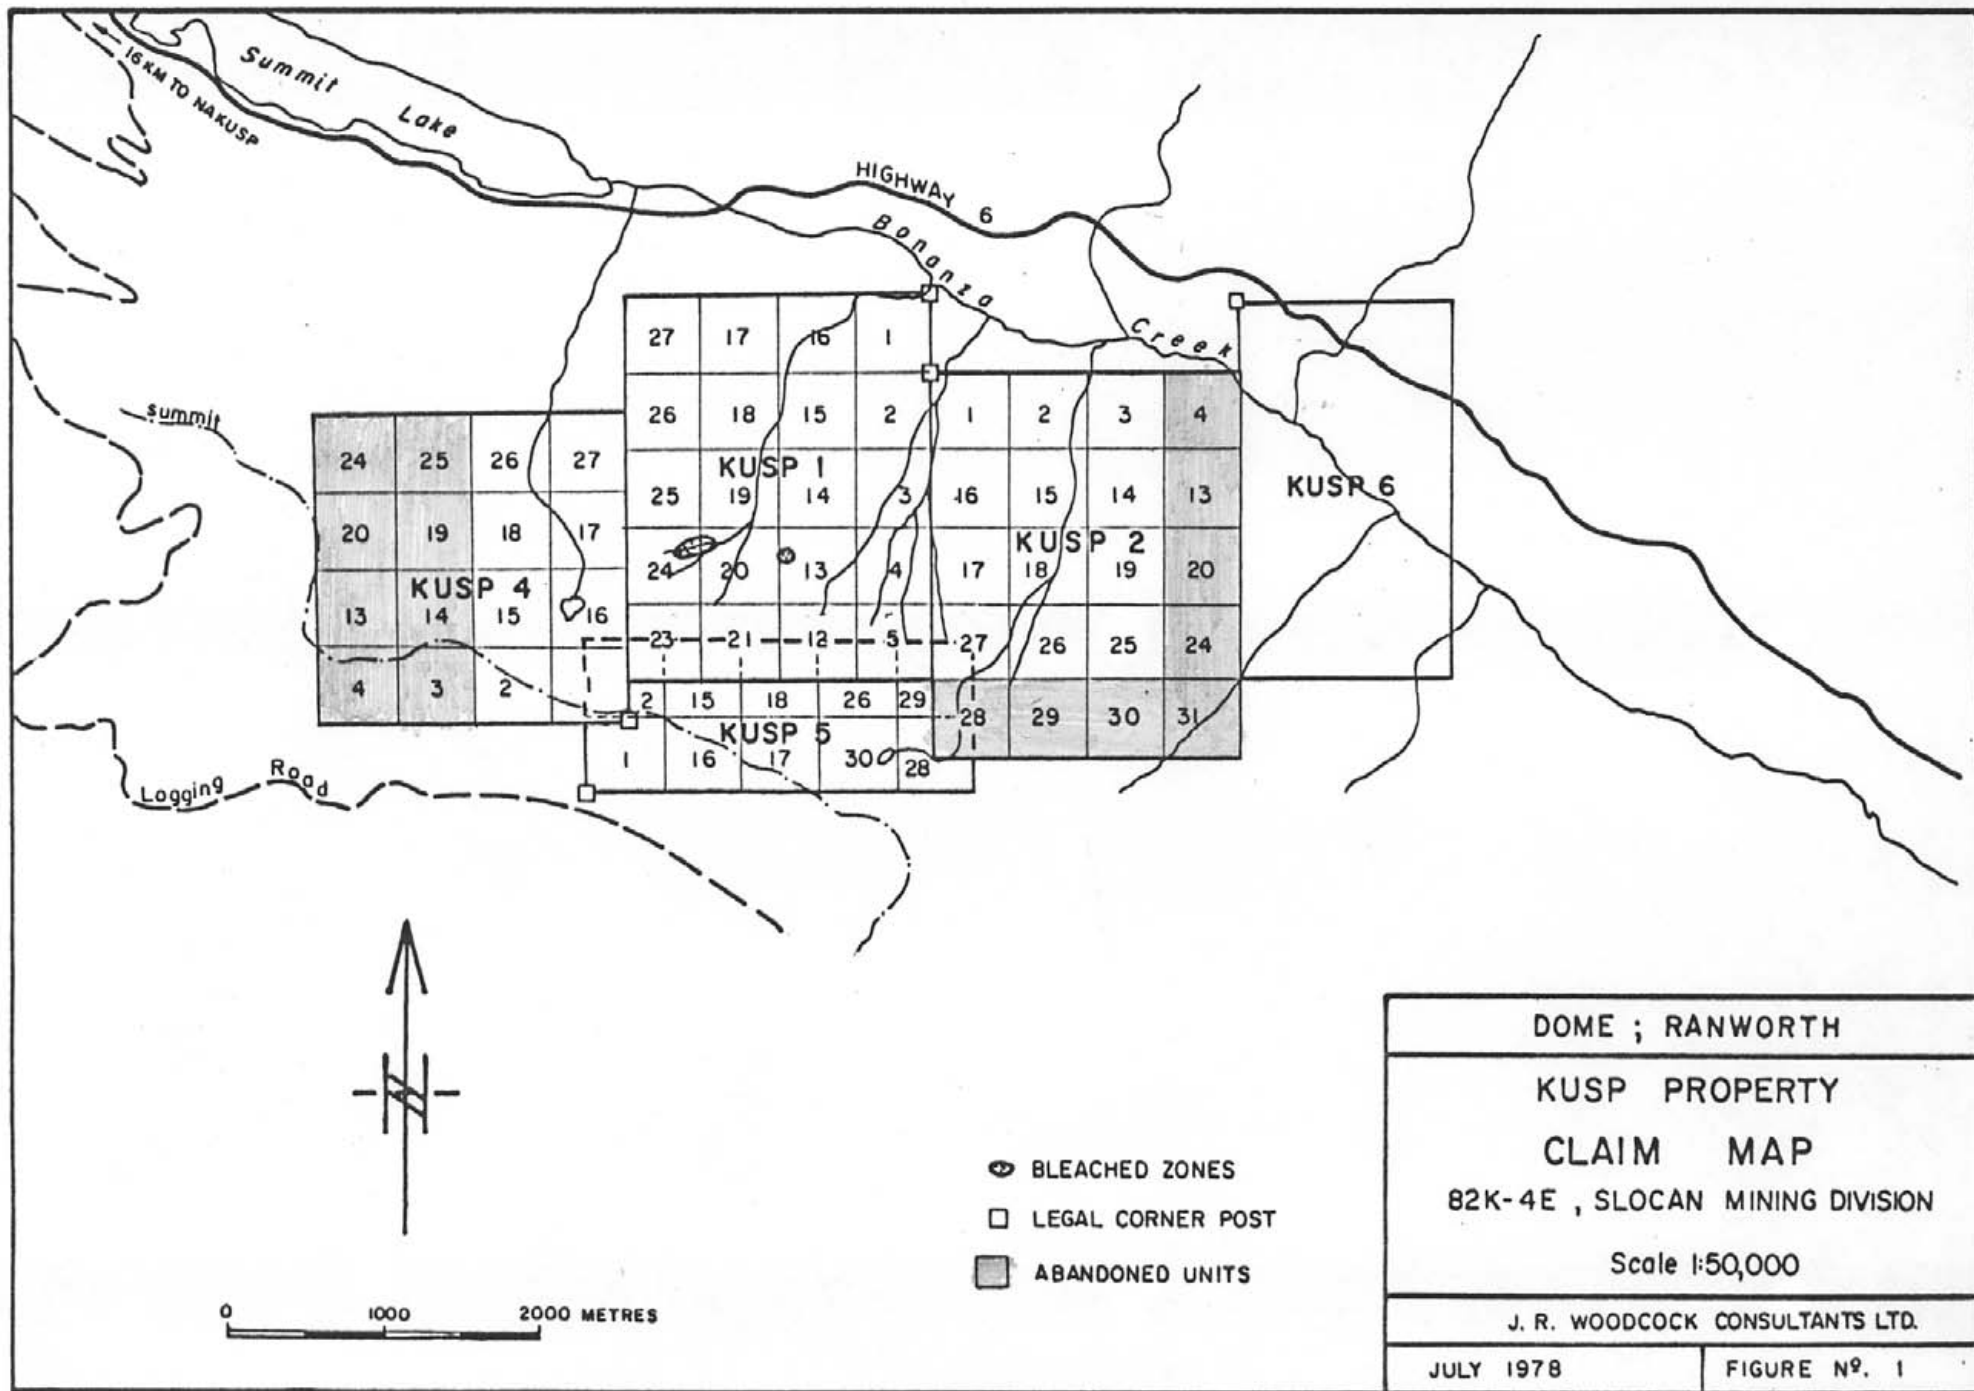 16 KM TO NAKUSP
Summit
Lake
HIGHWAY 6
Bonanza
Creek
27 17 16 1
26 18 15 2 1 2 3 4
summit
24 25 26 27
KUSP 1
25 19 14 3 16 15 14 13
KUSP 6
20 19 18 17
KUSP 2
24 20 13 4 17 18 19 20
KUSP 4
13 14 15 16
23 21 12 5 27 26 25 24
4 3 2
2 15 18 26 29
28 29 30 31
KUSP 5
1 16 17 30 28
Logging Road
N
DOME ; RANWORTH
KUSP PROPERTY
CLAIM MAP
82K-4E , SLOCAN MINING DIVISION
Scale 1:50,000
J. R. WOODCOCK CONSULTANTS LTD.
JULY 1978
FIGURE Nº. 1
BLEACHED ZONES
LEGAL CORNER POST
ABANDONED UNITS
0 1000 2000 METRES